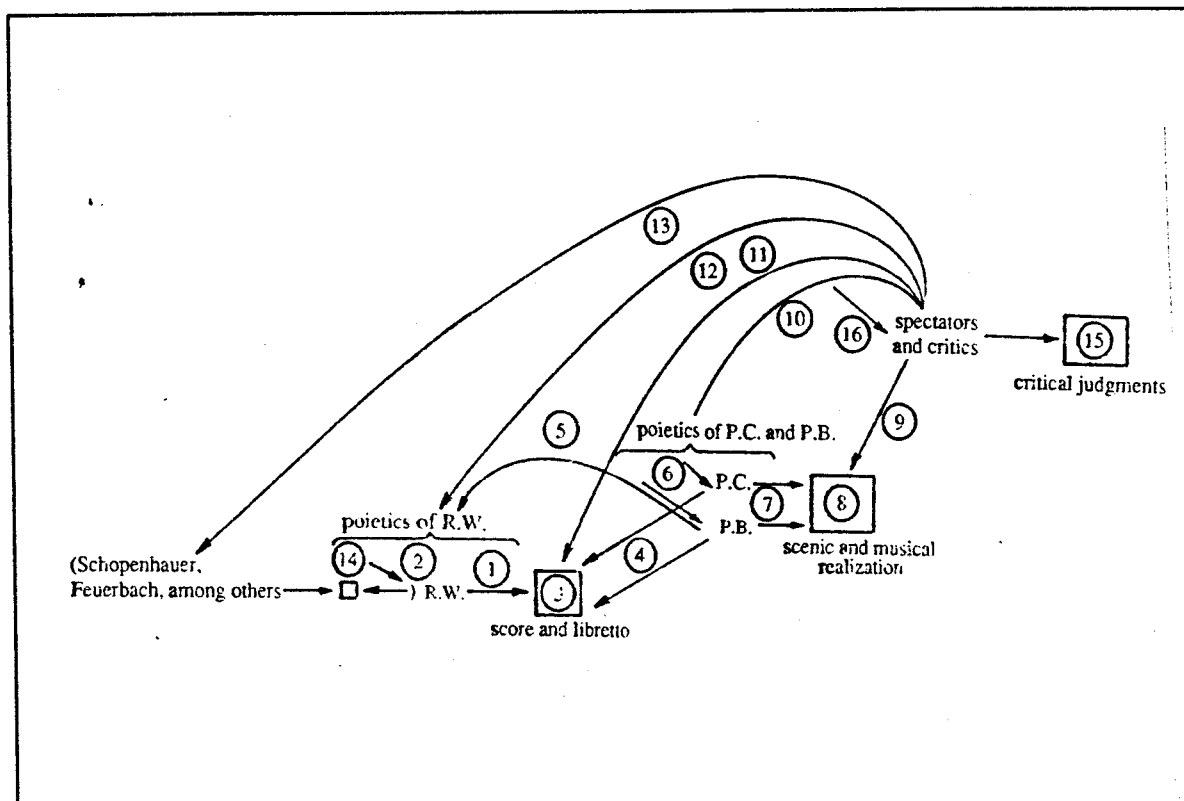 13
12
11
10
16
spectators
and critics
15
critical judgments
9
5
poietics of P.C. and P.B.
6
P.C.
7
8
P.B.
4
scenic and musical
realization
poietics of R.W.
14
2
1
(Schopenhauer,
Feuerbach, among others
) R.W.
3
score and libretto